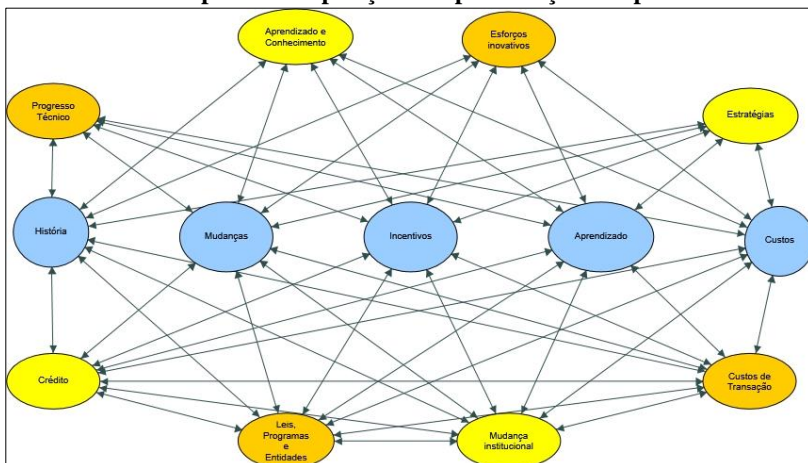 Aprendizado e
Conhecimento
Esforços
inovativos
Progresso
Técnico
Estratégias
História
Mudanças
Incentivos
Aprendizado
Custos
Crédito
Custos de
Transação
Leis,
Programas
e
Entidades
Mudança
institucional